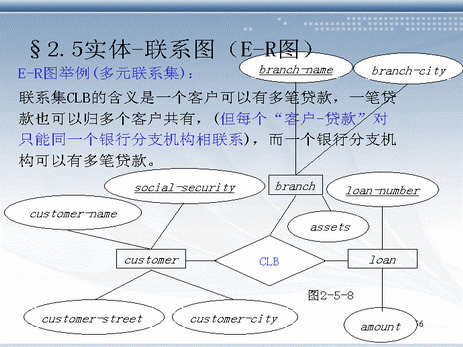 §2.5实体-联系图（E-R图）
E-R图举例(多元联系集)：
branch-name
branch-city
联系集CLB的含义是一个客户可以有多笔贷款，一笔贷
款也可以归多个客户共有，(但每个“客户-贷款”对
只能同一个银行分支机构相联系)，而一个银行分支机
构可以有多笔贷款。
social-security
branch
loan-number
customer-name
assets
customer
CLB
loan
图2-5-8
customer-street
customer-city
amount